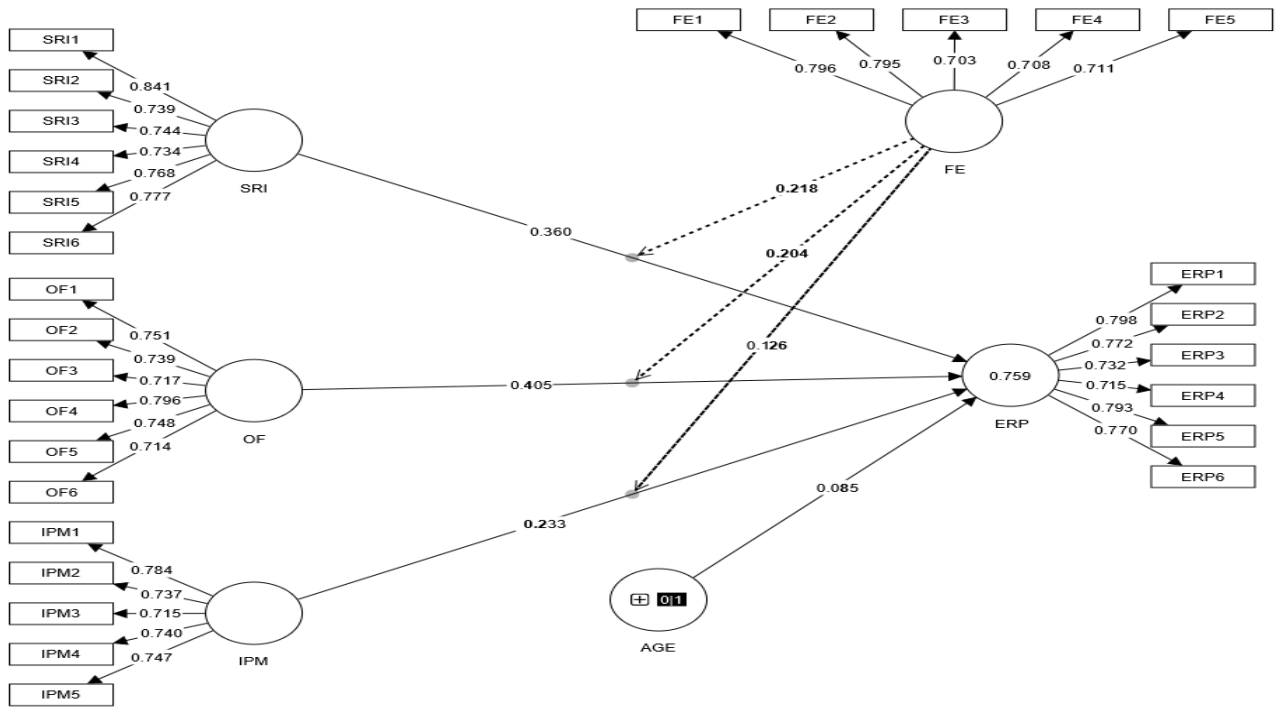 FE1 FE2 FE3 FE4 FE5
0.796 0.795 0.703 0.708 0.711
FE
SRI1
SRI2
SRI3
SRI4
SRI5
SRI6
0.841
0.739
0.744
0.734
0.768
0.777
SRI
0.360
0.218
0.204
0.126
OF1
OF2
OF3
OF4
OF5
OF6
0.751
0.739
0.717
0.796
0.748
0.714
OF
0.405
ERP1
ERP2
ERP3
ERP4
ERP5
ERP6
0.798
0.772
0.732
0.715
0.793
0.770
0.759
ERP
IPM1
IPM2
IPM3
IPM4
IPM5
0.784
0.737
0.715
0.740
0.747
IPM
0.233
0.085
0|1
AGE